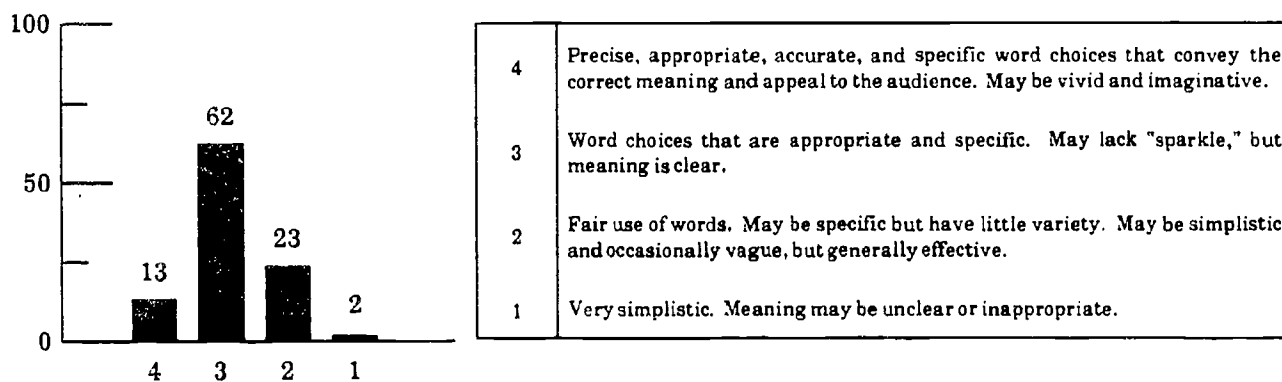 100
50
0
13
62
23
2
4
3
2
1
4
Precise, appropriate, accurate, and specific word choices that convey the
correct meaning and appeal to the audience. May be vivid and imaginative.
3
Word choices that are appropriate and specific. May lack "sparkle," but
meaning is clear.
2
Fair use of words. May be specific but have little variety. May be simplistic
and occasionally vague, but generally effective.
1
Very simplistic. Meaning may be unclear or inappropriate.